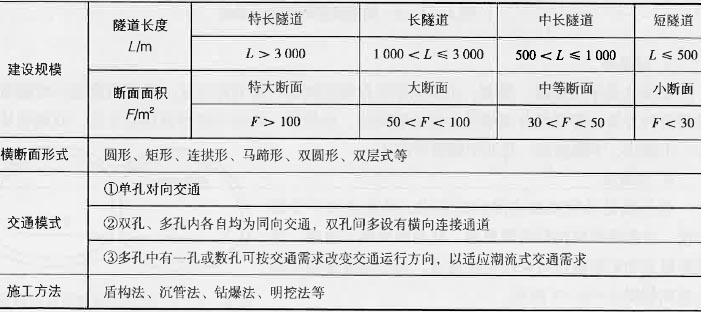 建设规模
隧道长度 特长隧道 长隧道 中长隧道 短隧道
L/m L > 3 000 1 000 < L ≤ 3 000 500 < L ≤ 1 000 L ≤ 500
断面面积 特大断面 大断面 中等断面 小断面
F/m² F > 100 50 < F < 100 30 < F < 50 F < 30
横断面形式 圆形、矩形、连拱形、马蹄形、双圆形、双层式等
交通模式
①单孔对向交通
②双孔、多孔内各自均为同向交通，双孔间多设有横向连接通道
③多孔中有一孔或数孔可按交通需求改变交通运行方向，以适应潮流式交通需求
施工方法 盾构法、沉管法、钻爆法、明挖法等